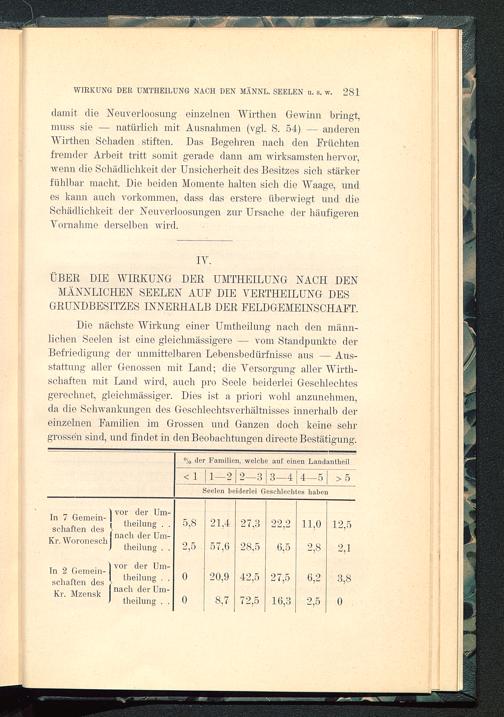 WIRKUNG DER UMTHEILUNG NACH DEN MÄNNL. SEELEN u. s. w. 281
damit die Neuverloosung einzelnen Wirthen Gewinn bringt,
muss sie — natürlich mit Ausnahmen (vgl. S. 54) — anderen
Wirthen Schaden stiften. Das Begehren nach den Früchten
fremder Arbeit tritt somit gerade dann am wirksamsten hervor,
wenn die Schädlichkeit der Unsicherheit des Besitzes sich stärker
fühlbar macht. Die beiden Momente halten sich die Waage, und
es kann auch vorkommen, dass das erstere überwiegt und die
Schädlichkeit der Neuverloosungen zur Ursache der häufigeren
Vornahme derselben wird.
IV.
ÜBER DIE WIRKUNG DER UMTHEILUNG NACH DEN
MÄNNLICHEN SEELEN AUF DIE VERTHEILUNG DES
GRUNDBESITZES INNERHALB DER FELDGEMEINSCHAFT.
Die nächste Wirkung einer Umtheilung nach den männ-
lichen Seelen ist eine gleichmässigere — vom Standpunkte der
Befriedigung der unmittelbaren Lebensbedürfnisse aus — Aus-
stattung aller Genossen mit Land; die Versorgung aller Wirth-
schaften mit Land wird, auch pro Seele beiderlei Geschlechtes
gerechnet, gleichmässiger. Dies ist a priori wohl anzunehmen,
da die Schwankungen des Geschlechtsverhältnisses innerhalb der
einzelnen Familien im Grossen und Ganzen doch keine sehr
grossen sind, und findet in den Beobachtungen directe Bestätigung.
% der Familien, welche auf einen Landantheil
< 1 1—2 2—3 3—4 4—5 > 5
Seelen beiderlei Geschlechtes haben
In 7 Gemein-
schaften des
Kr. Woronesch
vor der Um-
theilung . . 5,8 21,4 27,3 22,2 11,0 12,5
nach der Um-
theilung . . 2,5 57,6 28,5 6,5 2,8 2,1
In 2 Gemein-
schaften des
Kr. Mzensk
vor der Um-
theilung . . 0 20,9 42,5 27,5 6,2 3,8
nach der Um-
theilung . . 0 8,7 72,5 16,3 2,5 0